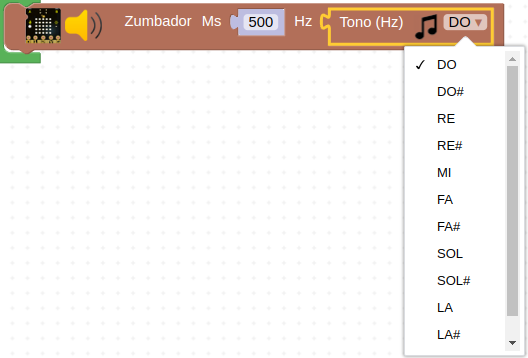 Zumbador Ms 500 Hz Tono (Hz) DO
DO
DO#
RE
RE#
MI
FA
FA#
SOL
SOL#
LA
LA#